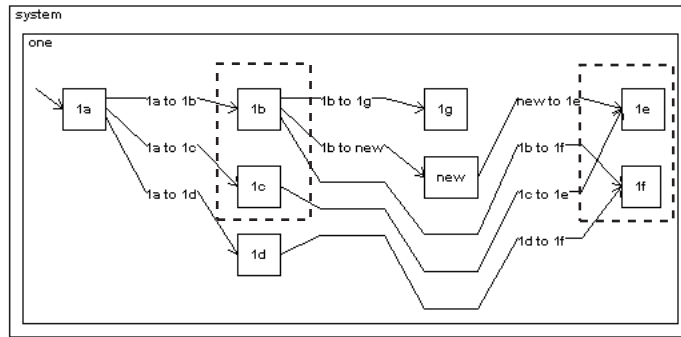 system
one
1a
1a to 1b
1b
1b to 1g
1g
new to 1e
1e
1a to 1c
1b to new
1b to 1f
1c
new
1c to 1e
1f
1a to 1d
1d
1d to 1f